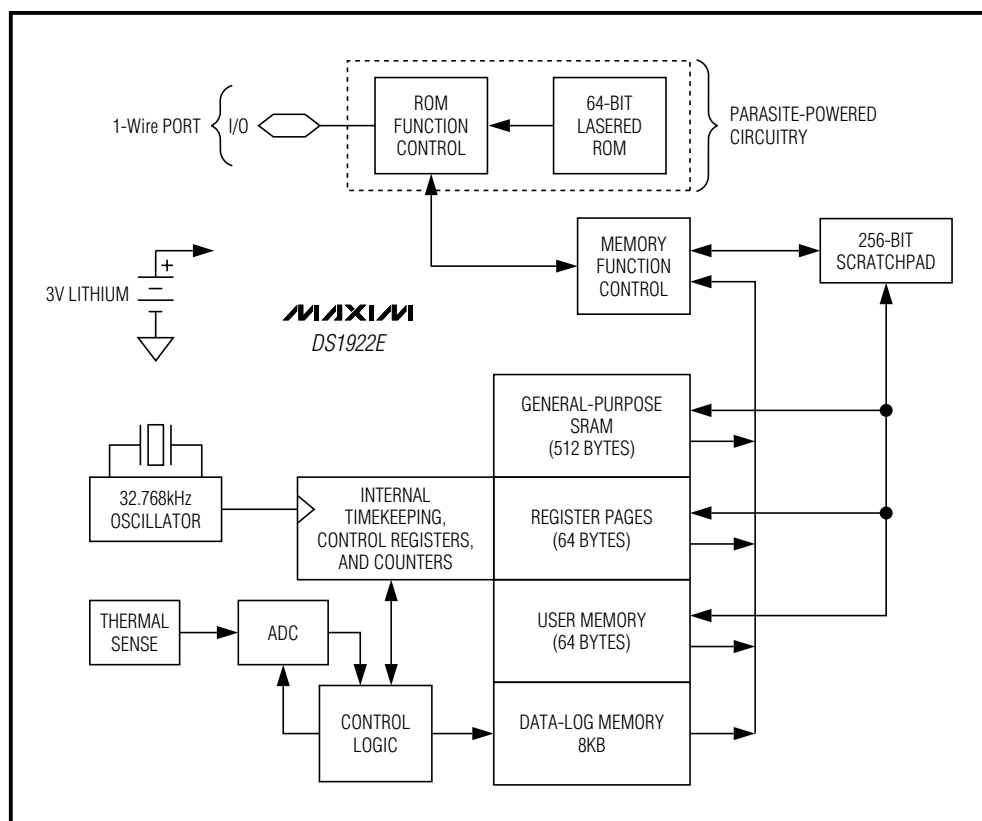 1-Wire PORT
I/O
ROM
FUNCTION
CONTROL
64-BIT
LASERED
ROM
PARASITE-POWERED
CIRCUITRY
MEMORY
FUNCTION
CONTROL
256-BIT
SCRATCHPAD
3V LITHIUM
+
MAXIM
DS1922E
GENERAL-PURPOSE
SRAM
(512 BYTES)
32.768kHz
OSCILLATOR
INTERNAL
TIMEKEEPING,
CONTROL REGISTERS,
AND COUNTERS
REGISTER PAGES
(64 BYTES)
THERMAL
SENSE
ADC
USER MEMORY
(64 BYTES)
CONTROL
LOGIC
DATA-LOG MEMORY
8KB